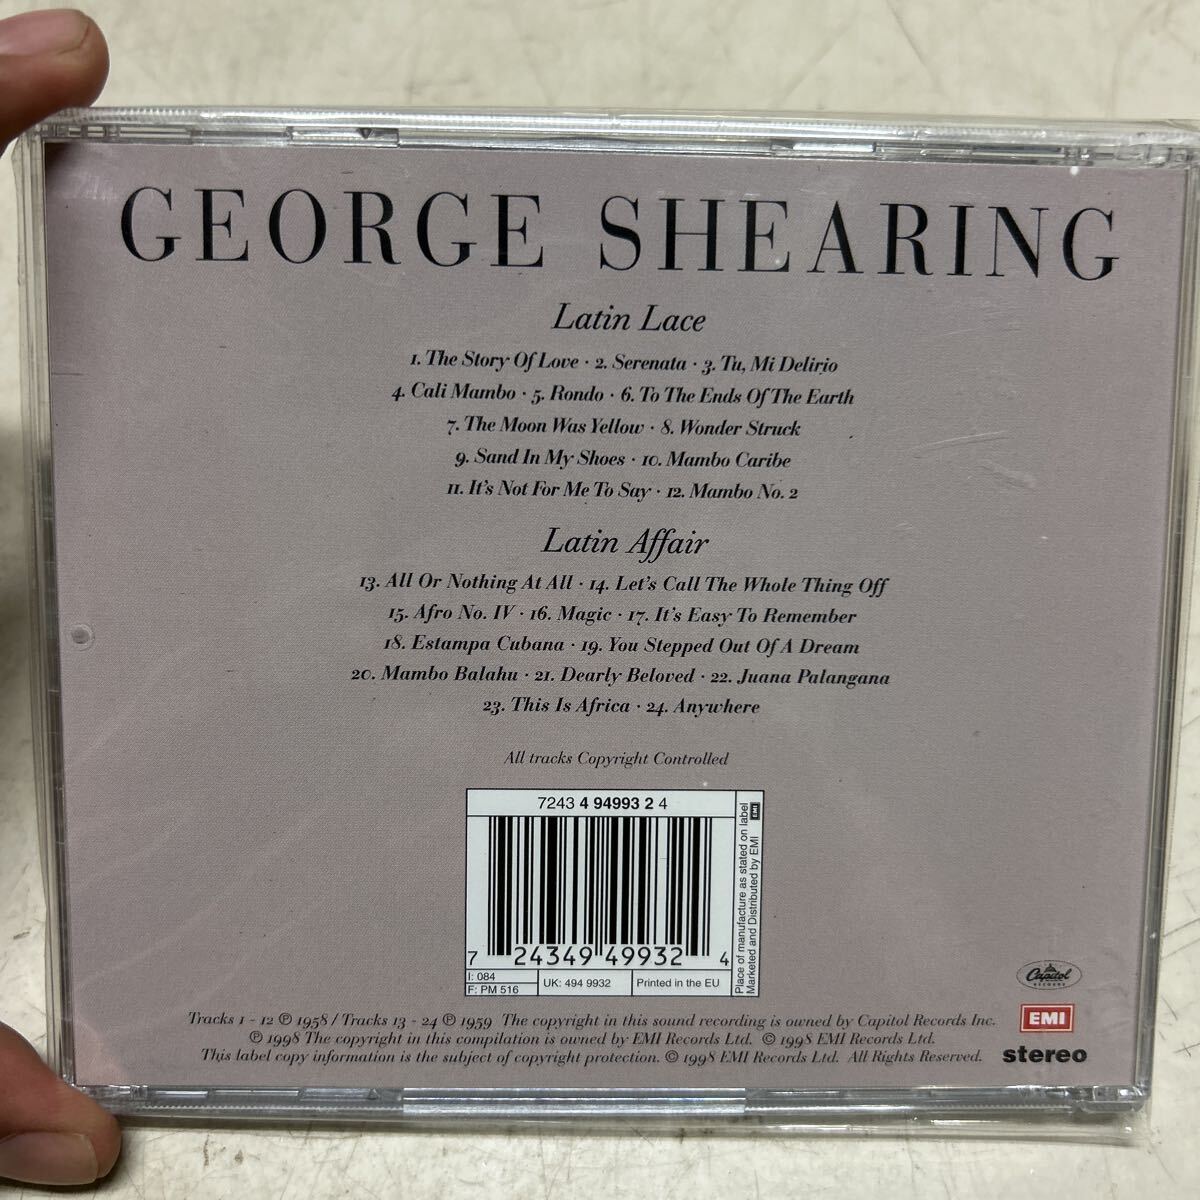 GEORGE SHEARING
Latin Lace
1. The Story Of Love · 2. Serenata · 3. Tu, Mi Delirio
4. Cali Mambo · 5. Rondo · 6. To The Ends Of The Earth
7. The Moon Was Yellow · 8. Wonder Struck
9. Sand In My Shoes · 10. Mambo Caribe
11. It's Not For Me To Say · 12. Mambo No. 2
Latin Affair
13. All Or Nothing At All · 14. Let's Call The Whole Thing Off
15. Afro No. IV · 16. Magic · 17. It's Easy To Remember
18. Estampa Cubana · 19. You Stepped Out Of A Dream
20. Mambo Balahu · 21. Dearly Beloved · 22. Juana Palangana
23. This Is Africa · 24. Anywhere
All tracks Copyright Controlled
7243 4 94993 2 4
7 24349 49932 4
I: 084
F: PM 516
UK: 494 9932
Printed in the EU
Place of manufacture as stated on label
Marketed and Distributed by EMI
EMI
Capitol
RECORDS
EMI
stereo
Tracks 1 - 12 ℗ 1958 / Tracks 13 - 24 ℗ 1959 The copyright in this sound recording is owned by Capitol Records Inc.
℗ 1998 The copyright in this compilation is owned by EMI Records Ltd. © 1998 EMI Records Ltd.
This label copy information is the subject of copyright protection. © 1998 EMI Records Ltd. All Rights Reserved.